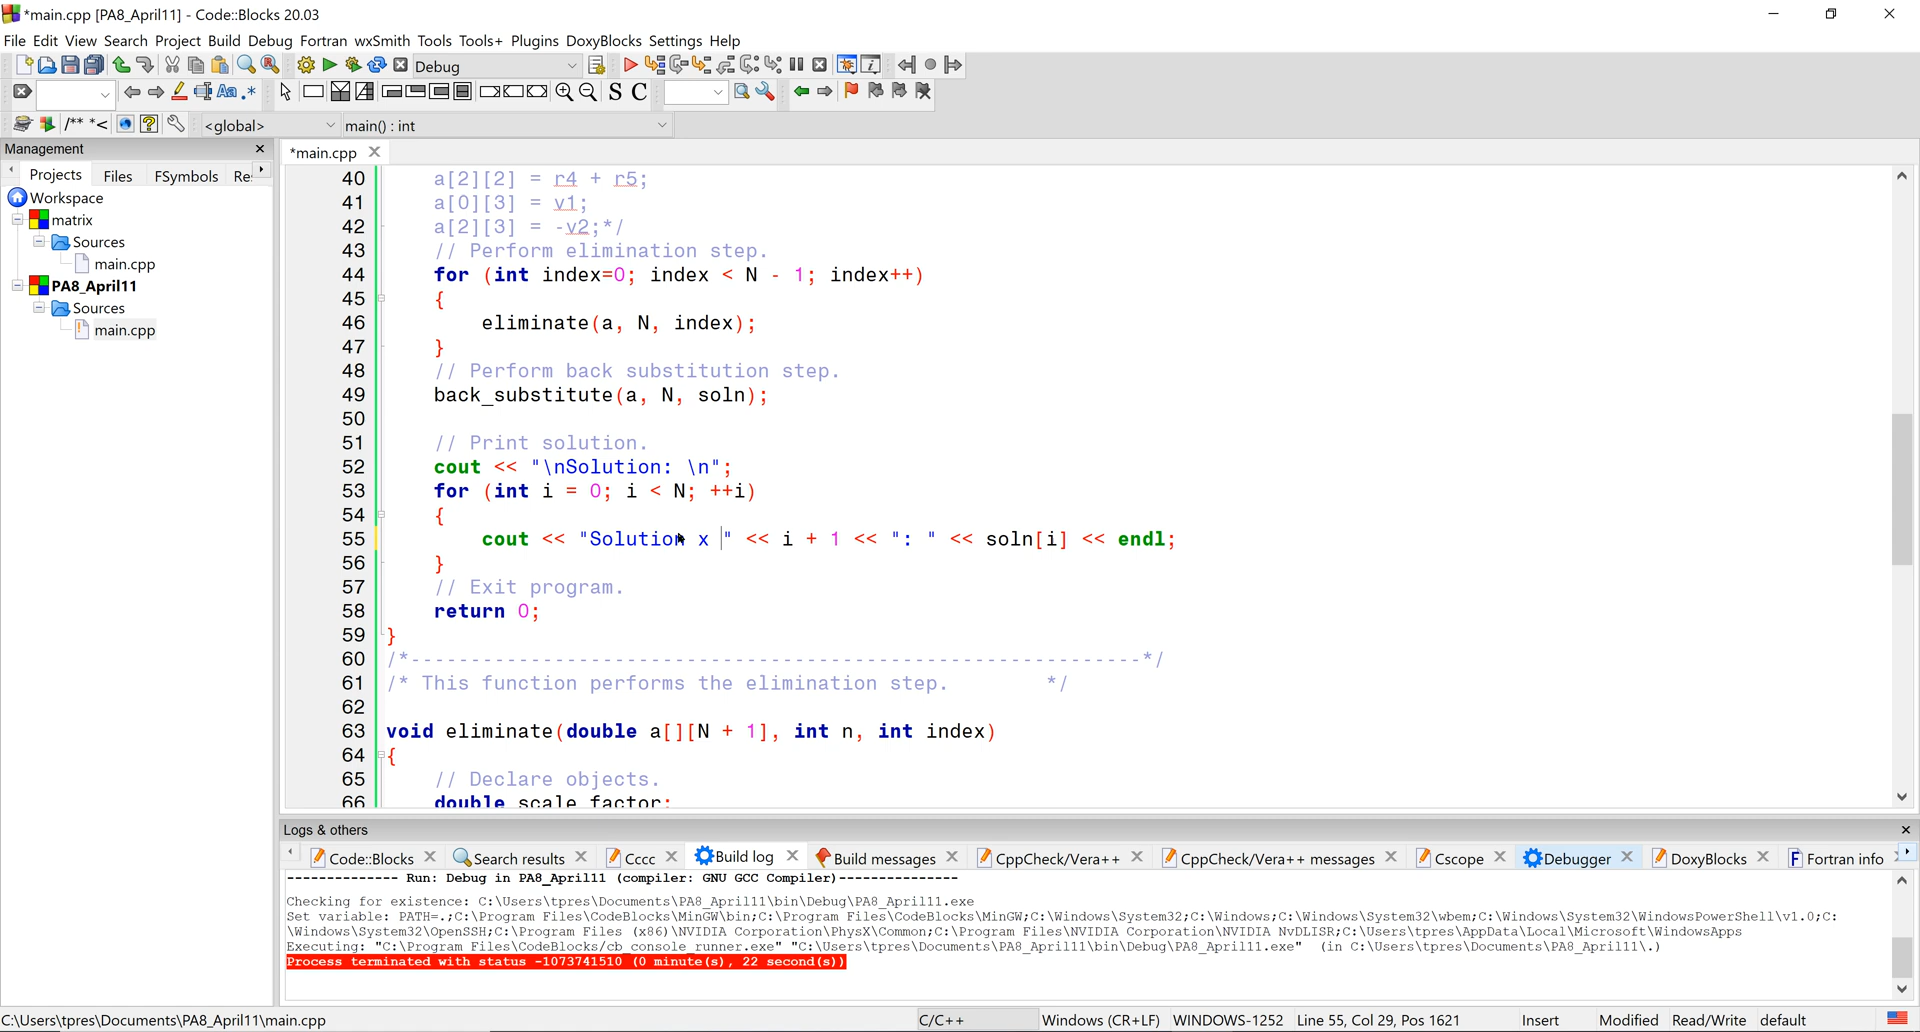 *main.cpp [PA8_April11] - Code::Blocks 20.03
File Edit View Search Project Build Debug Fortran wxSmith Tools Tools+ Plugins DoxyBlocks Settings Help
Debug
S C
/** *<
<global>
main() : int
Management
*main.cpp
Projects Files FSymbols Re
Workspace
matrix
Sources
main.cpp
PA8_April11
Sources
main.cpp
40 a[2][2] = r4 + r5;
41 a[0][3] = v1;
42 a[2][3] = -v2;*/
43 // Perform elimination step.
44 for (int index=0; index < N - 1; index++)
45 {
46 eliminate(a, N, index);
47 }
48 // Perform back substitution step.
49 back_substitute(a, N, soln);
50
51 // Print solution.
52 cout << "\nSolution: \n";
53 for (int i = 0; i < N; ++i)
54 {
55 cout << "Solution x " << i + 1 << ": " << soln[i] << endl;
56 }
57 // Exit program.
58 return 0;
59 }
60 /*-------------------------------------------------------------*/
61 /* This function performs the elimination step. */
62
63 void eliminate(double a[][N + 1], int n, int index)
64 {
65 // Declare objects.
66 double scale_factor;
Logs & others
Code::Blocks Search results Cccc Build log Build messages CppCheck/Vera++ CppCheck/Vera++ messages Cscope Debugger DoxyBlocks Fortran info
-------------- Run: Debug in PA8_April11 (compiler: GNU GCC Compiler)---------------
Checking for existence: C:\Users\tpres\Documents\PA8_April11\bin\Debug\PA8_April11.exe
Set variable: PATH=.;C:\Program Files\CodeBlocks\MinGW\bin;C:\Program Files\CodeBlocks\MinGW;C:\Windows\System32;C:\Windows;C:\Windows\System32\wbem;C:\Windows\System32\WindowsPowerShell\v1.0;C:
\Windows\System32\OpenSSH;C:\Program Files (x86)\NVIDIA Corporation\PhysX\Common;C:\Program Files\NVIDIA Corporation\NVIDIA NvDLISR;C:\Users\tpres\AppData\Local\Microsoft\WindowsApps
Executing: "C:\Program Files\CodeBlocks/cb_console_runner.exe" "C:\Users\tpres\Documents\PA8_April11\bin\Debug\PA8_April11.exe" (in C:\Users\tpres\Documents\PA8_April11\.)
Process terminated with status -1073741510 (0 minute(s), 22 second(s))
C:\Users\tpres\Documents\PA8_April11\main.cpp C/C++ Windows (CR+LF) WINDOWS-1252 Line 55, Col 29, Pos 1621 Insert Modified Read/Write default